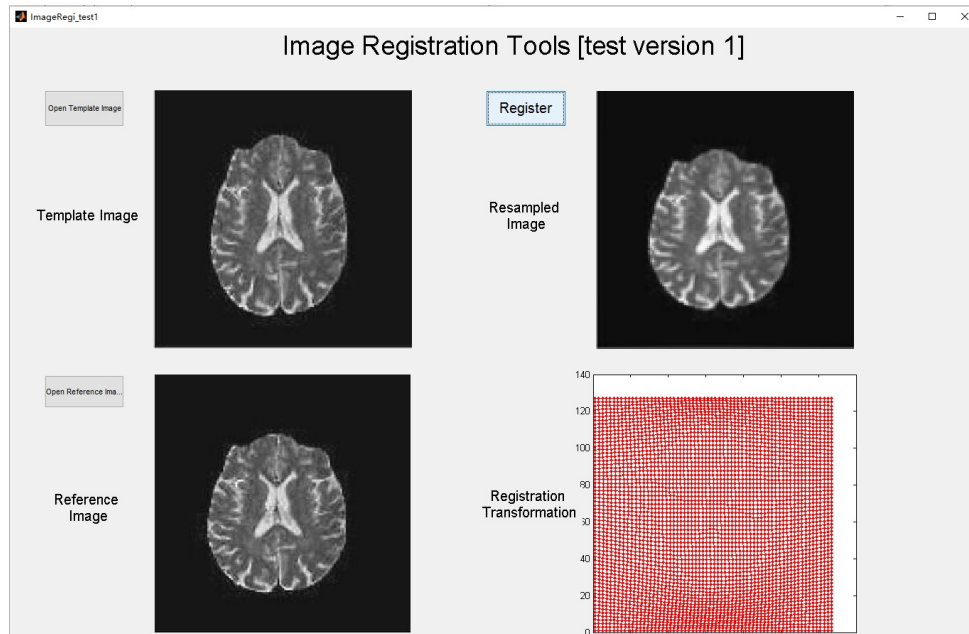 ImageRegi_test1
Image Registration Tools [test version 1]
Open Template Image
Register
Template Image
Resampled
Image
Open Reference Ima...
Reference
Image
Registration
Transformation
140
120
100
80
60
40
20
0